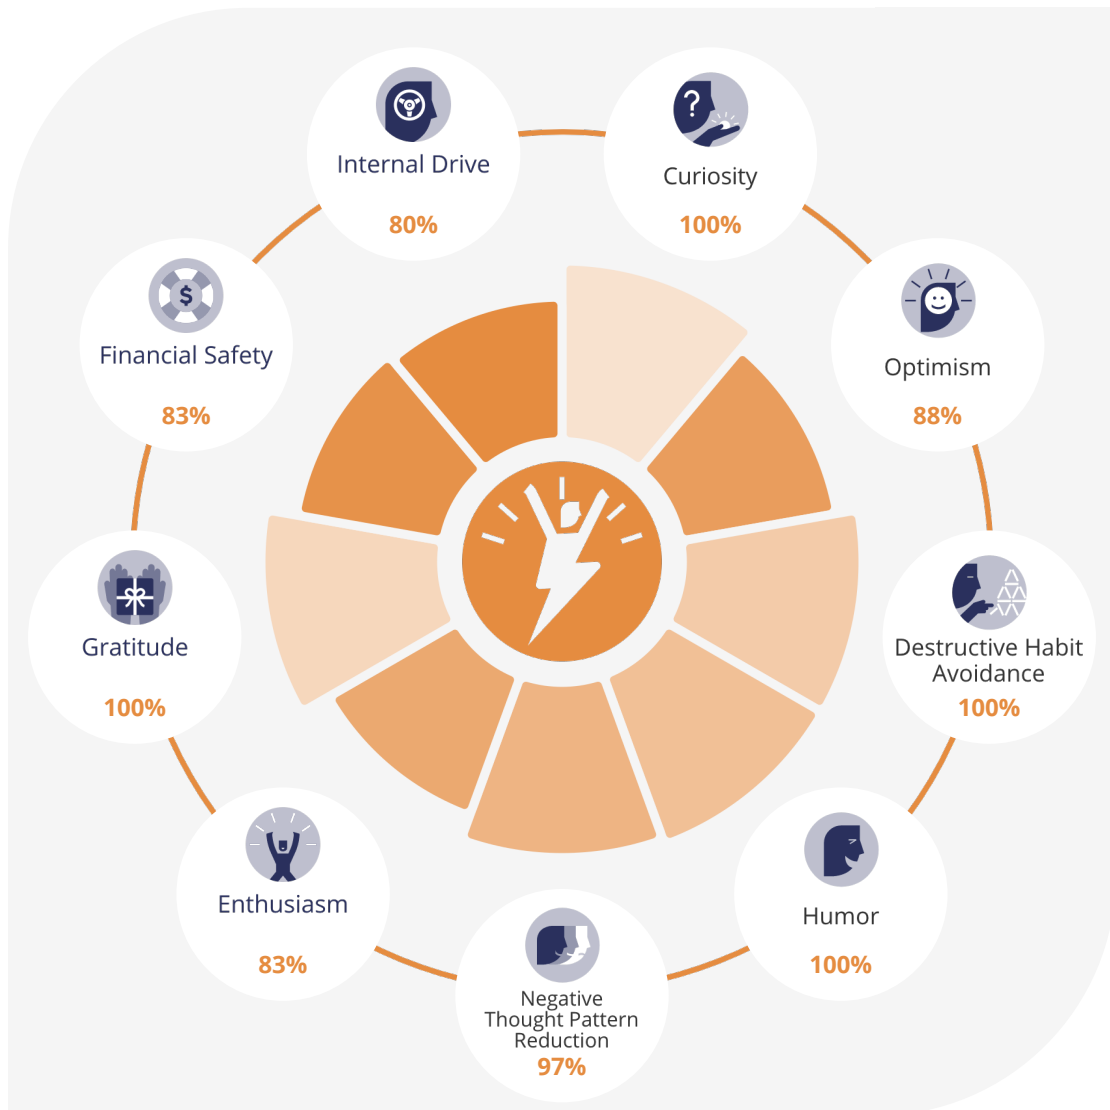 Internal Drive
80%
?
Curiosity
100%
Optimism
88%
Destructive Habit
Avoidance
100%
Humor
100%
Negative
Thought Pattern
Reduction
97%
Enthusiasm
83%
Gratitude
100%
$
Financial Safety
83%